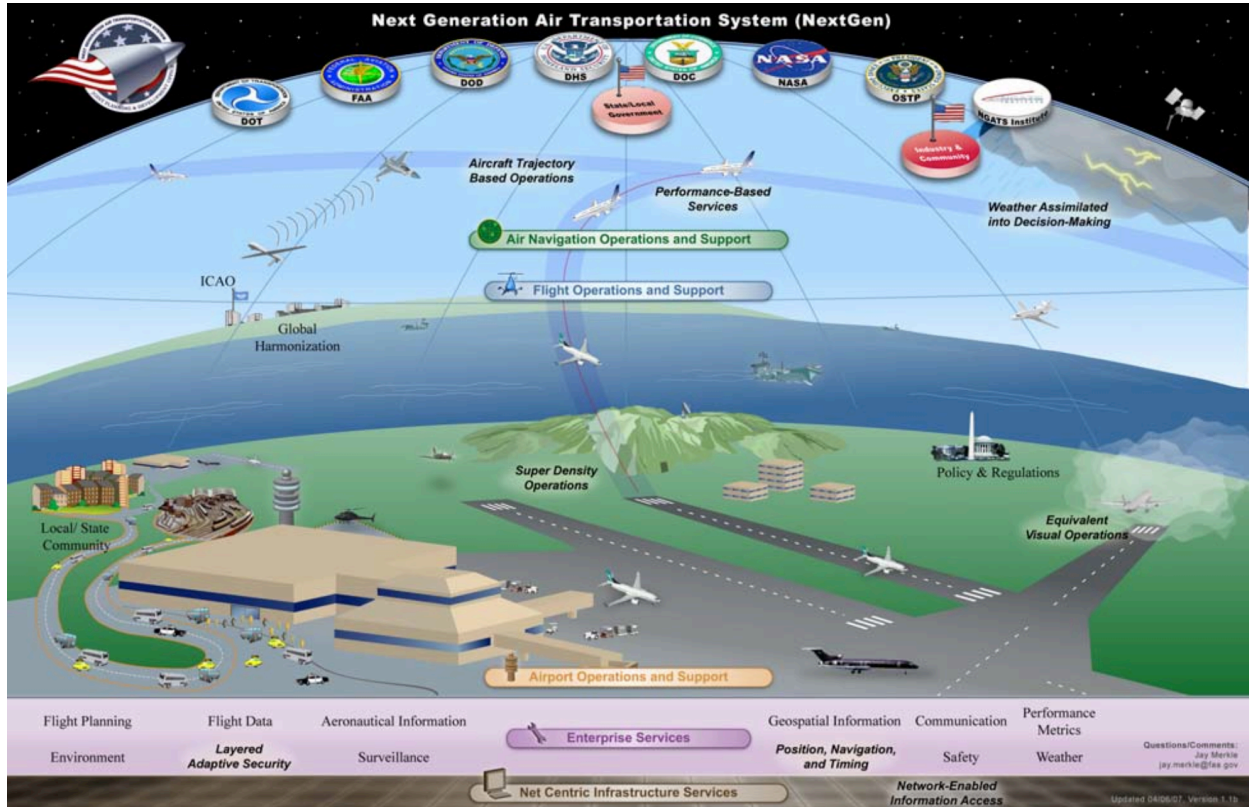 Next Generation Air Transportation System (NextGen)
DOT
FAA
DOD
DHS
DOC
NASA
NASA
OSTP
NGATS Institute
State/Local
Government
Industry &
Community
Aircraft Trajectory
Based Operations
Performance-Based
Services
Weather Assimilated
into Decision-Making
Air Navigation Operations and Support
Flight Operations and Support
ICAO
Global
Harmonization
Super Density
Operations
Policy & Regulations
Local/ State
Community
Equivalent
Visual Operations
Airport Operations and Support
Flight Planning
Flight Data
Aeronautical Information
Enterprise Services
Geospatial Information
Communication
Performance
Metrics
Environment
Layered
Adaptive Security
Surveillance
Position, Navigation,
and Timing
Safety
Weather
Questions/Comments:
Jay Merkle
jay.merkle@faa.gov
Net Centric Infrastructure Services
Network-Enabled
Information Access
Updated 04/06/07, Version 1.1b